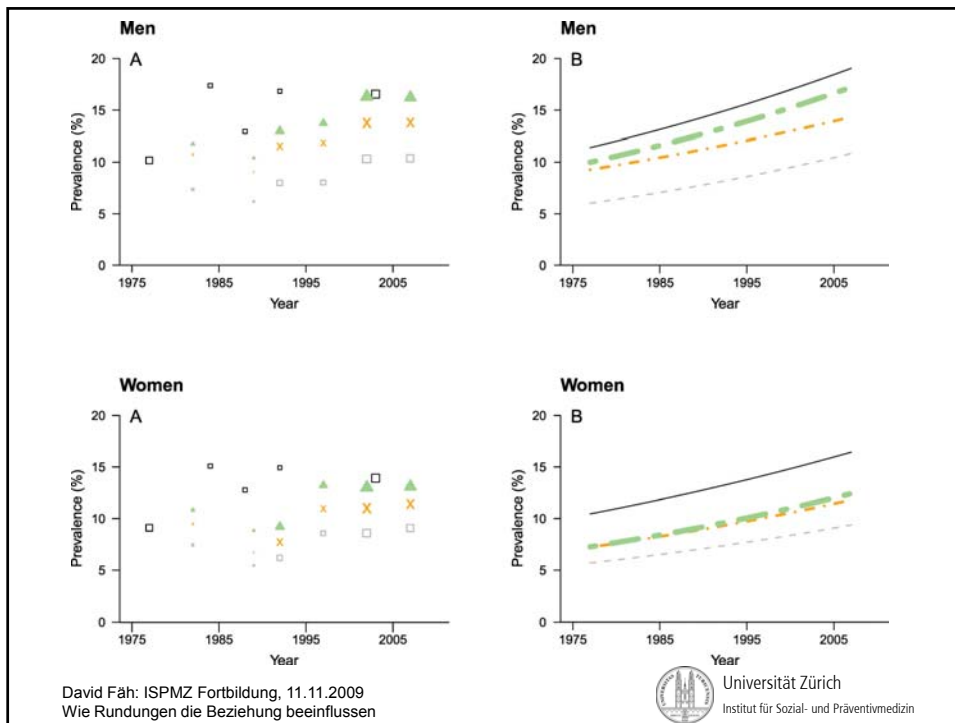 Men
A
20
15
10
5
0
Prevalence (%)
1975 1985 1995 2005
Year
Men
B
20
15
10
5
0
Prevalence (%)
1975 1985 1995 2005
Year
Women
A
20
15
10
5
0
Prevalence (%)
1975 1985 1995 2005
Year
Women
B
20
15
10
5
0
Prevalence (%)
1975 1985 1995 2005
Year
David Fäh: ISPMZ Fortbildung, 11.11.2009
Wie Rundungen die Beziehung beeinflussen
Universität Zürich
Institut für Sozial- und Präventivmedizin